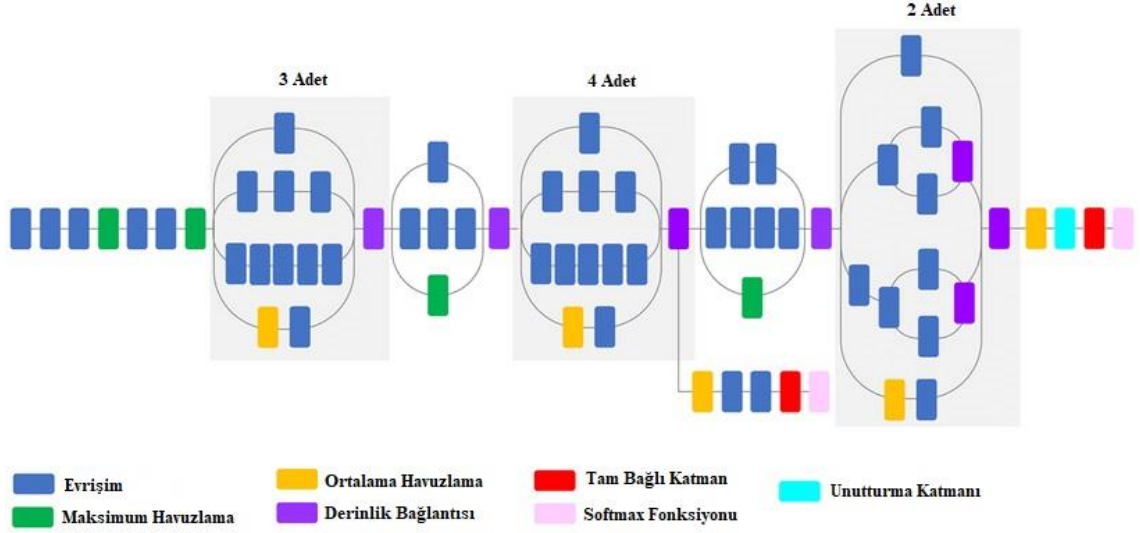 2 Adet
3 Adet
4 Adet
Evrişim
Ortalama Havuzlama
Tam Bağlı Katman
Unutturma Katmanı
Maksimum Havuzlama
Derinlik Bağlantısı
Softmax Fonksiyonu